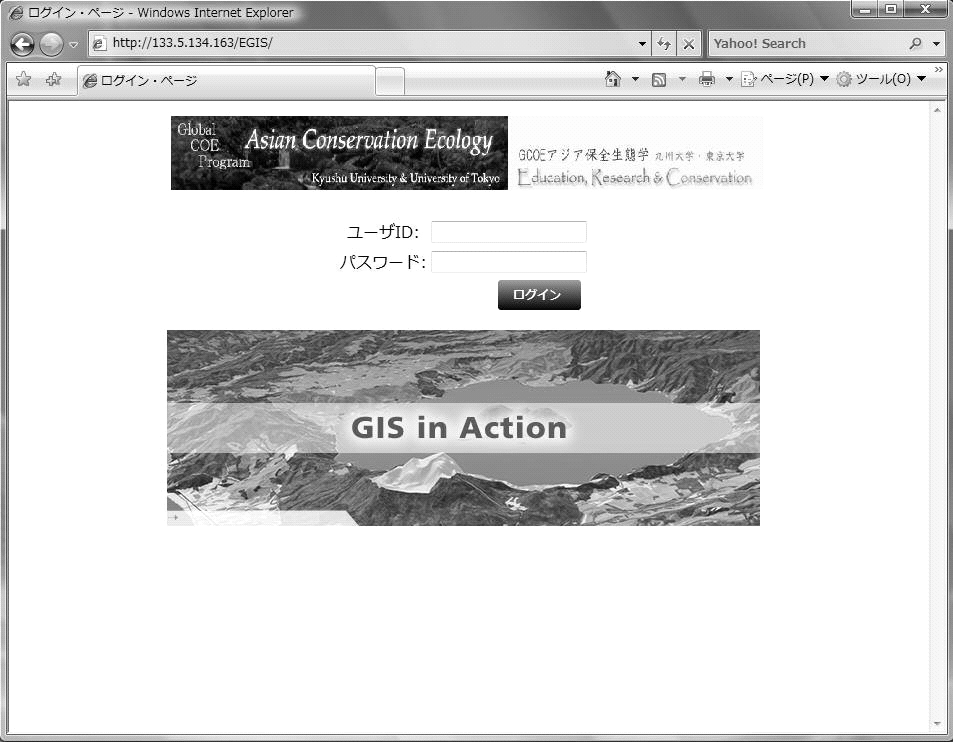 ログイン・ページ - Windows Internet Explorer
http://133.5.134.163/EGIS/
Yahoo! Search
ログイン・ページ
ページ(P)
ツール(O)
Global
COE
Program
Asian Conservation Ecology
Kyushu University & University of Tokyo
GCOEアジア保全生態学 九州大学・東京大学
Education, Research & Conservation
ユーザID:
パスワード:
ログイン
GIS in Action